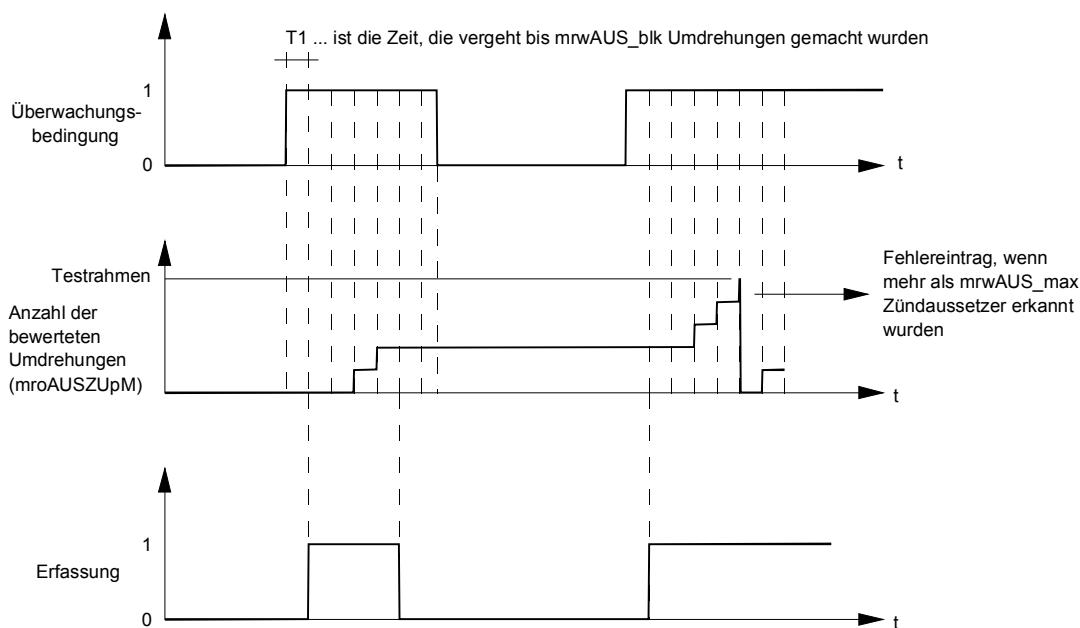 T1 ... ist die Zeit, die vergeht bis mrwAUS_blk Umdrehungen gemacht wurden
1
Überwachungs-
bedingung
0
t
Testrahmen
Anzahl der
bewerteten
Umdrehungen
(mroAUSZUpM)
Fehlereintrag, wenn
mehr als mrwAUS_max
Zündaussetzer erkannt
wurden
t
1
Erfassung
0
t